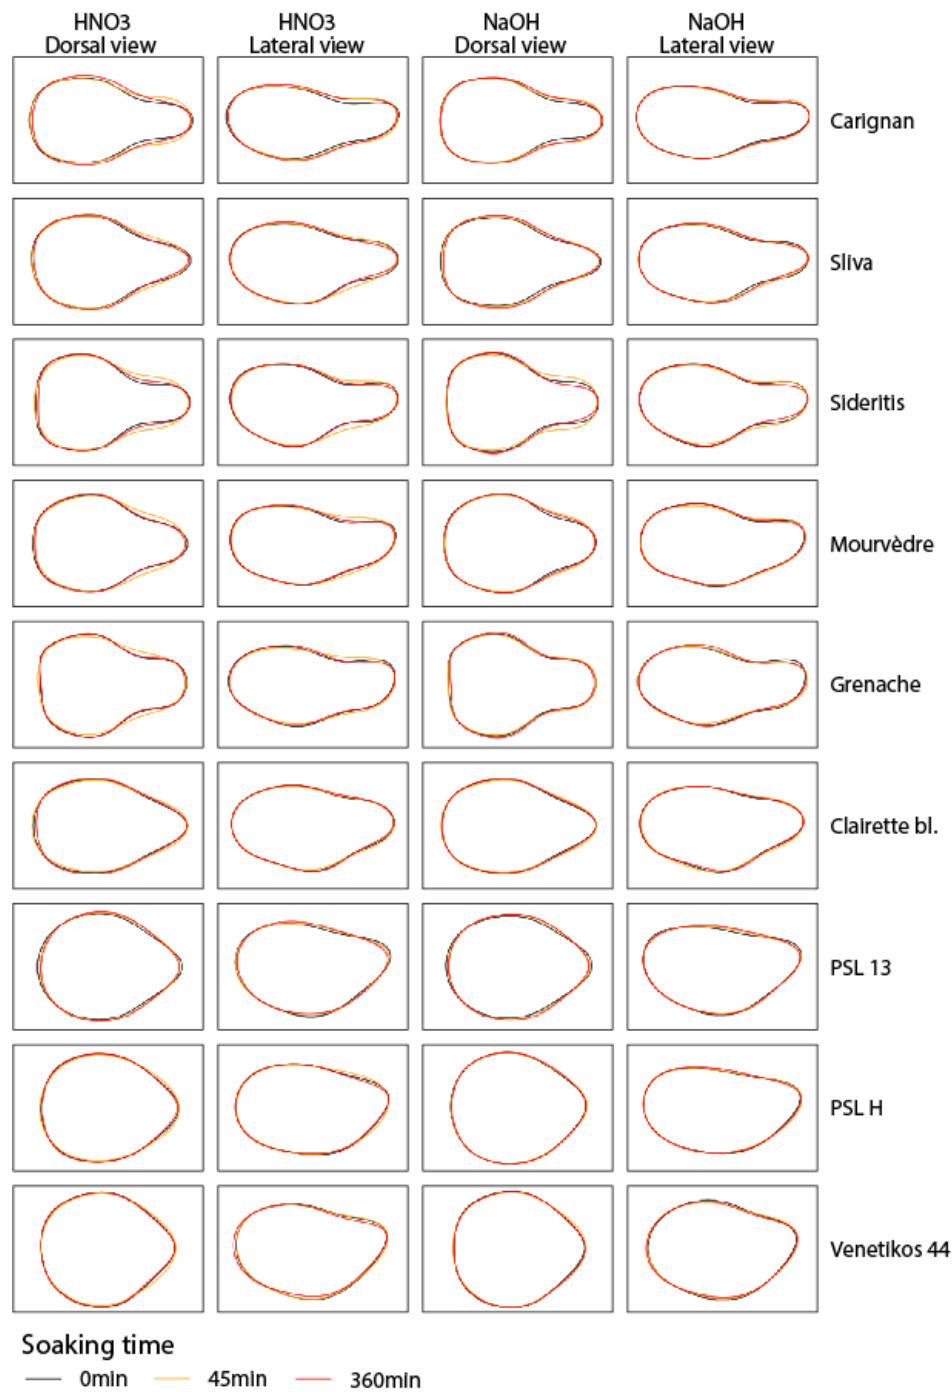 HNO3 HNO3 NaOH NaOH
Dorsal view Lateral view Dorsal view Lateral view
Carignan
Sliva
Sideritis
Mourvèdre
Grenache
Clairette bl.
PSL 13
PSL H
Venetikos 44
Soaking time
0min 45min 360min